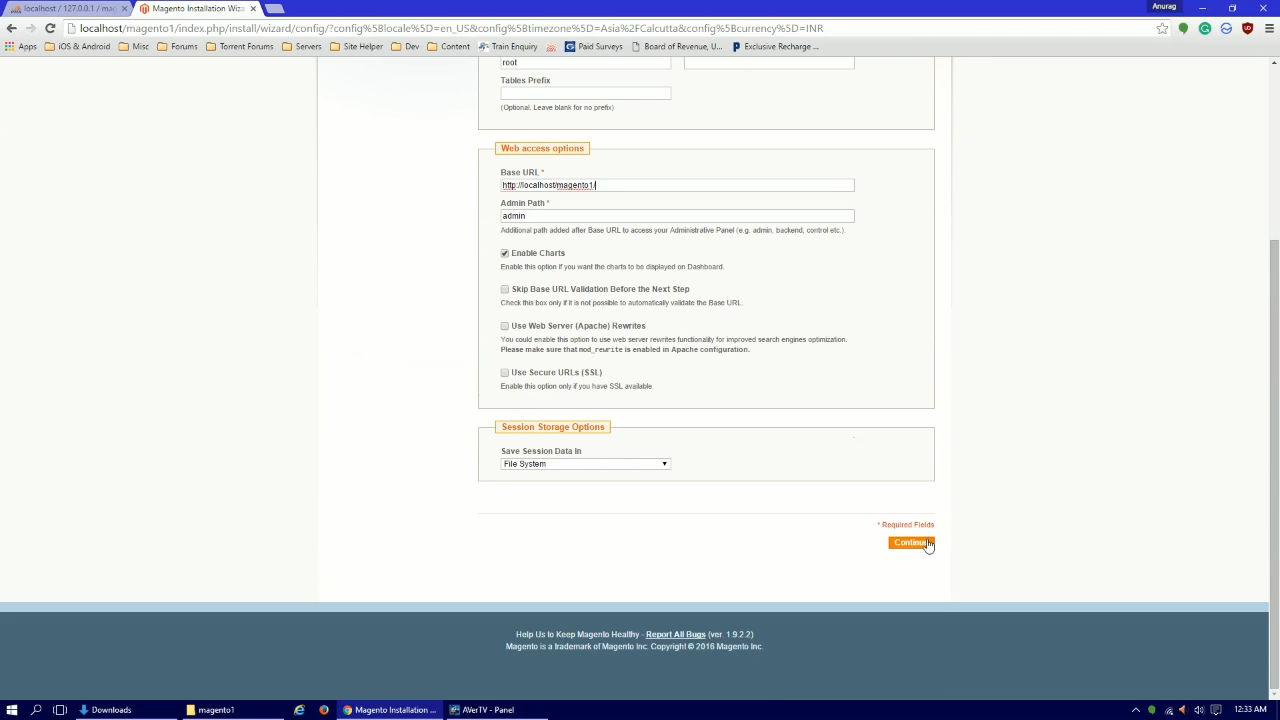 localhost / 127.0.0.1 / ma
Magento Installation Wizar
Anurag
localhost/magento1/index.php/install/wizard/config/?config%5Blocale%5D=en_US&config%5Btimezone%5D=Asia%2FCalcutta&config%5Bcurrency%5D=INR
Apps iOS & Android Misc Forums Torrent Forums Servers Site Helper Dev Content Train Enquiry Paid Surveys Board of Revenue, U... Exclusive Recharge ...
root
Tables Prefix
(Optional. Leave blank for no prefix)
Web access options
Base URL *
http://localhost/magento1/
Admin Path *
admin
Additional path added after Base URL to access your Administrative Panel (e.g. admin, backend, control etc.).
Enable Charts
Enable this option if you want the charts to be displayed on Dashboard.
Skip Base URL Validation Before the Next Step
Check this box only if it is not possible to automatically validate the Base URL.
Use Web Server (Apache) Rewrites
You could enable this option to use web server rewrites functionality for improved search engines optimization.
Please make sure that mod_rewrite is enabled in Apache configuration.
Use Secure URLs (SSL)
Enable this option only if you have SSL available.
Session Storage Options
Save Session Data In
File System
* Required Fields
Continue
Help Us to Keep Magento Healthy - Report All Bugs (ver. 1.9.2.2)
Magento is a trademark of Magento Inc. Copyright © 2016 Magento Inc.
Downloads magento1 Magento Installation ... AVerTV - Panel 12:33 AM